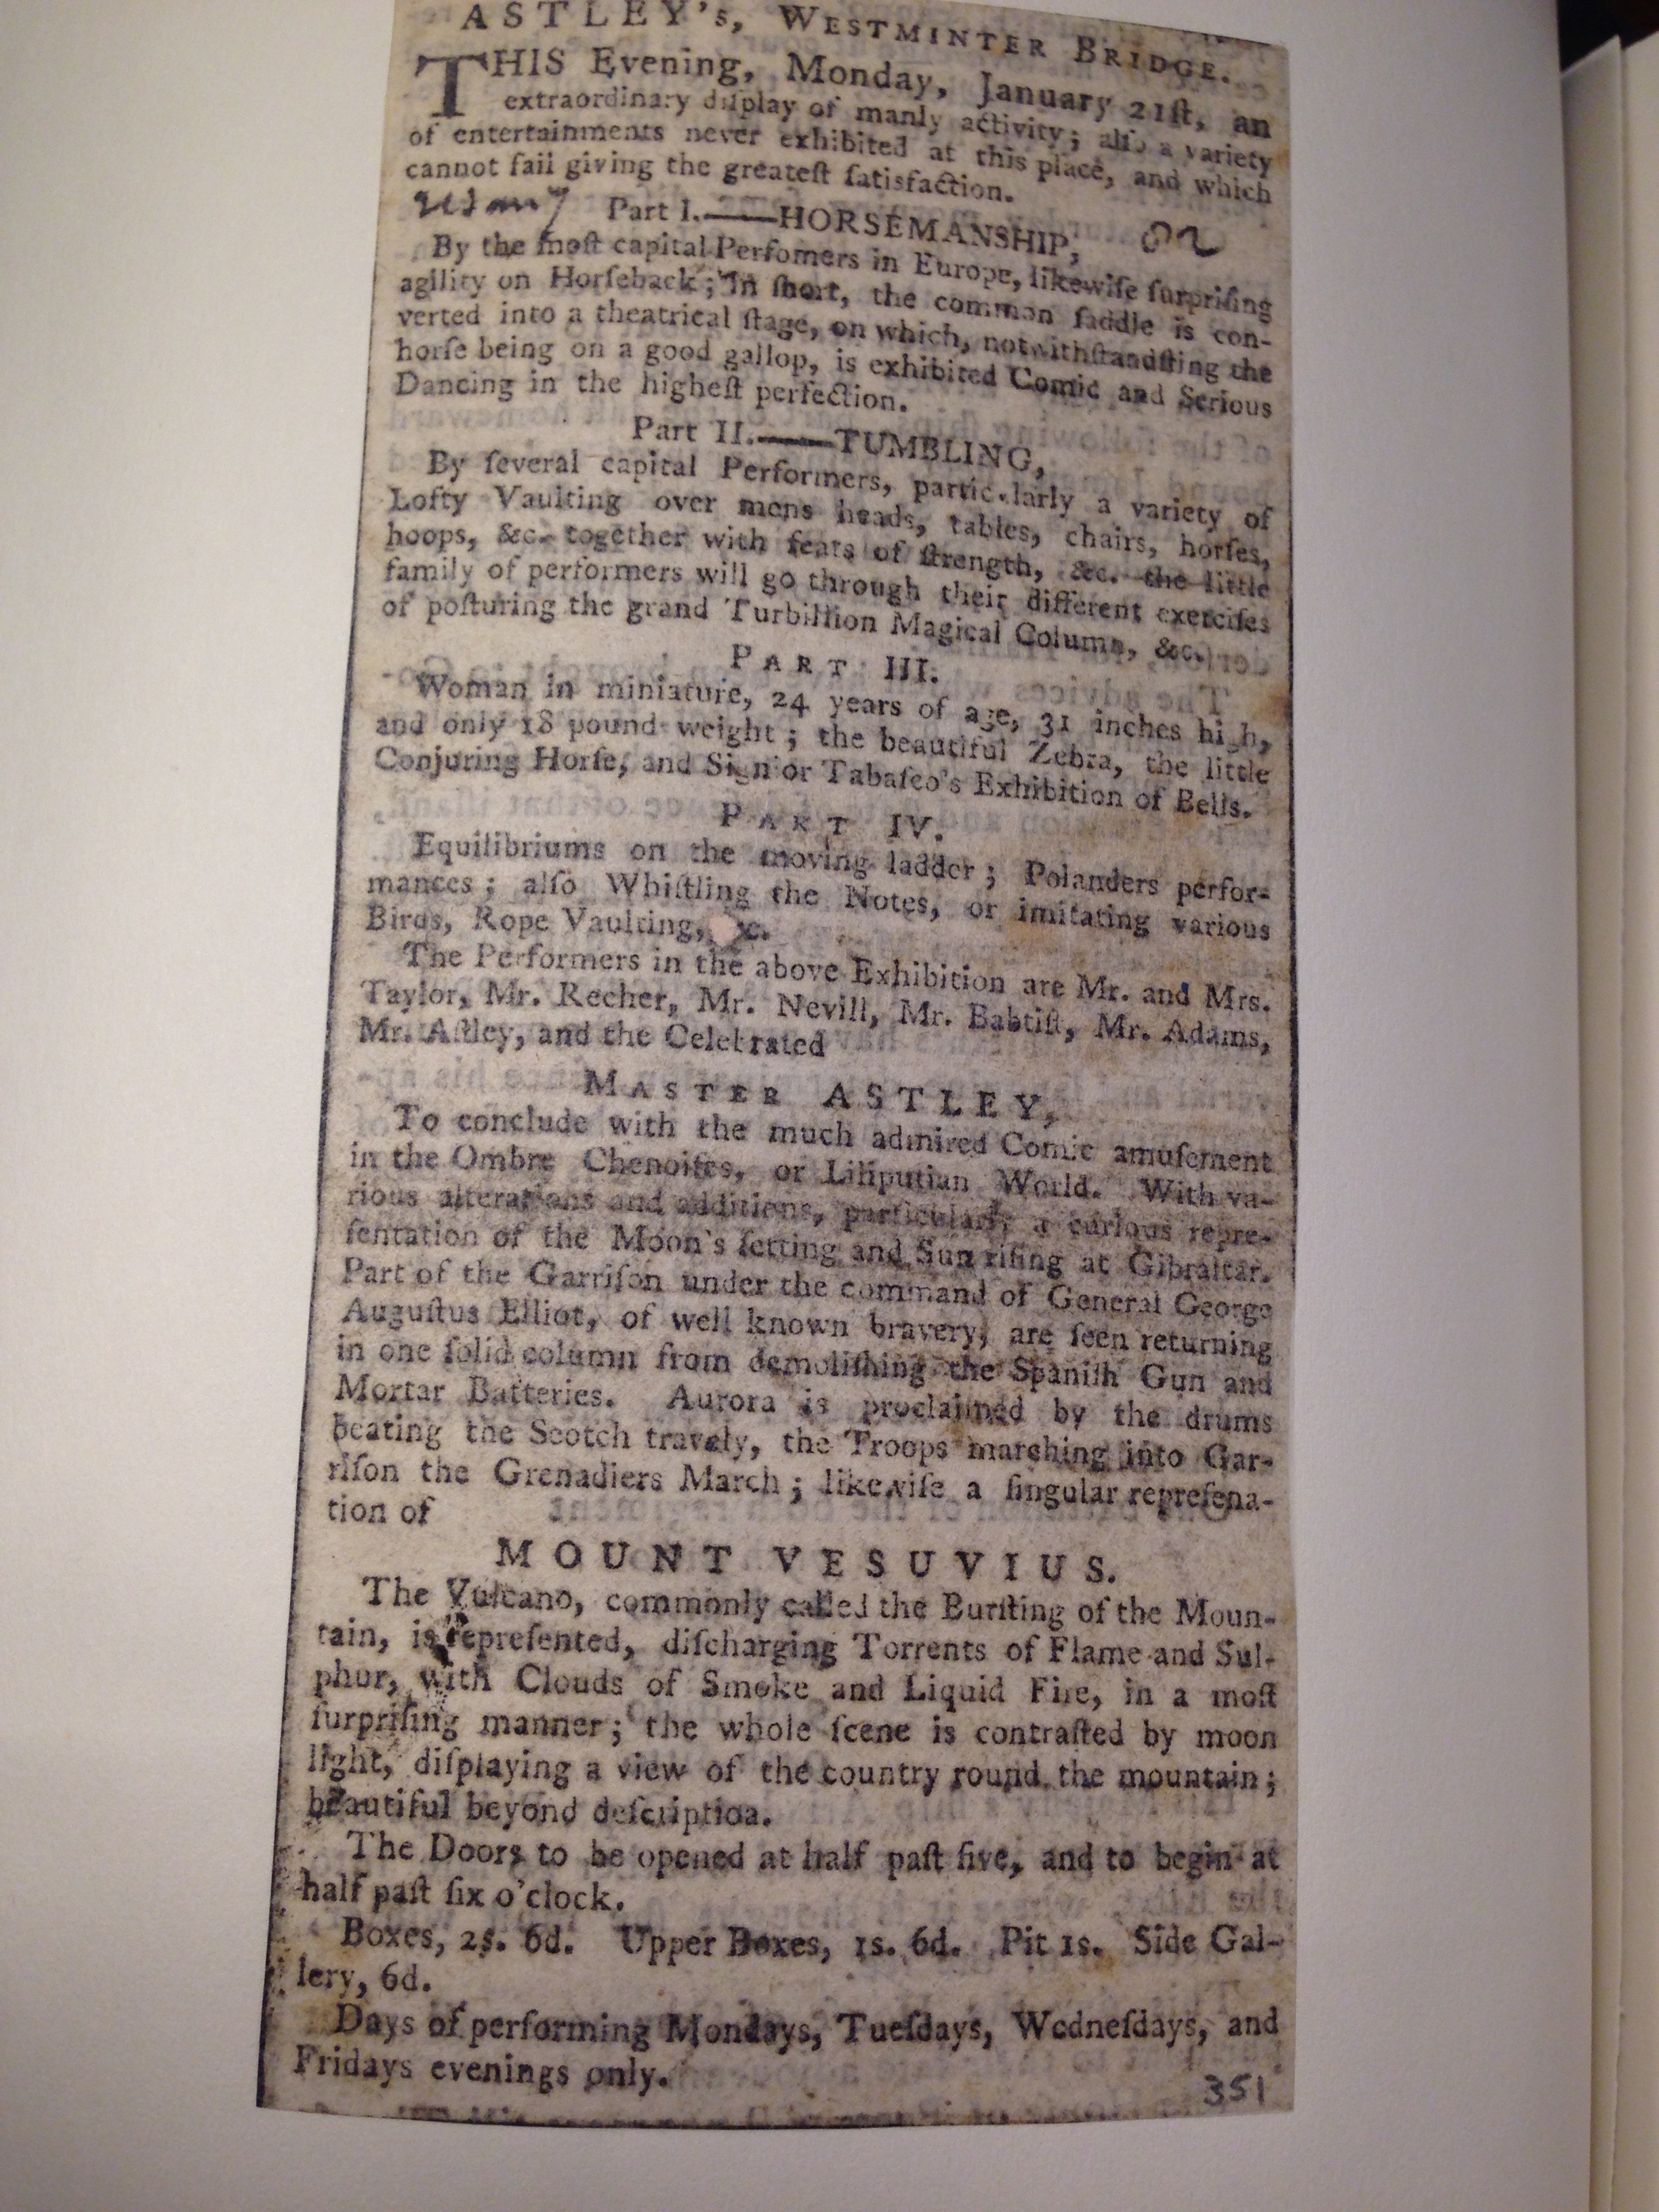 ASTLEY's, WESTMINTER BRIDGE.
THIS Evening, Monday, January 21ſt, an
extraordinary diſplay of manly activity; alſo a variety
of entertainments never exhibited at this place, and which
cannot fail giving the greateſt ſatisfaction.
Part I.——HORSEMANSHIP, 82
By the moſt capital Perfomers in Europe, likewiſe ſurpriſing
agility on Horſeback; In ſhort, the common ſaddle is con-
verted into a theatrical ſtage, on which, notwithſtandſting the
horſe being on a good gallop, is exhibited Comic and Serious
Dancing in the higheſt perfection.
Part II.——TUMBLING,
By ſeveral capital Performers, particularly a variety of
Lofty Vaulting over mens heads, tables, chairs, horſes,
hoops, &c. together with feats of ſtrength, &c. the little
family of performers will go through their different exerciſes
of poſturing the grand Turbillion Magical Column, &c.
PART III.
Woman in miniature, 24 years of age, 31 inches high,
and only 18 pound weight; the beautiful Zebra, the little
Conjuring Horſe, and Signior Tabaſco's Exhibition of Bells.
PART IV.
Equilibriums on the moving ladder; Polanders perfor-
mances; alſo Whiſtling the Notes, or imitating various
Birds, Rope Vaulting, &c.
The Performers in the above Exhibition are Mr. and Mrs.
Taylor, Mr. Recher, Mr. Nevill, Mr. Babtiſt, Mr. Adams,
Mr. Aſtley, and the Celebrated
MASTER ASTLEY,
To conclude with the much admired Comic amuſement
in the Ombre Chenoiſes, or Liliputian World. With va-
rious alterations and additions, particularly a curious repre-
ſentation of the Moon's ſetting and Sun riſing at Gibraltar.
Part of the Garriſon under the command of General George
Auguſtus Elliot, of well known bravery, are ſeen returning
in one ſolid column from demoliſhing the Spaniſh Gun and
Mortar Batteries. Aurora is proclaimed by the drums
beating the Scotch travely, the Troops marching into Gar-
riſon the Grenadiers March; likewiſe a ſingular repreſena-
tion of
MOUNT VESUVIUS.
The Vulcano, commonly called the Burſting of the Moun-
tain, is repreſented, diſcharging Torrents of Flame and Sul-
phur, with Clouds of Smoke and Liquid Fire, in a moſt
ſurpriſing manner; the whole ſcene is contraſted by moon
light, diſplaying a view of the country round the mountain;
beautiful beyond deſcription.
The Doors to be opened at half paſt five, and to begin at
half paſt ſix o'clock.
Boxes, 2s. 6d. Upper Boxes, 1s. 6d. Pit 1s. Side Gal-
lery, 6d.
Days of performing Mondays, Tueſdays, Wedneſdays, and
Fridays evenings only.
351